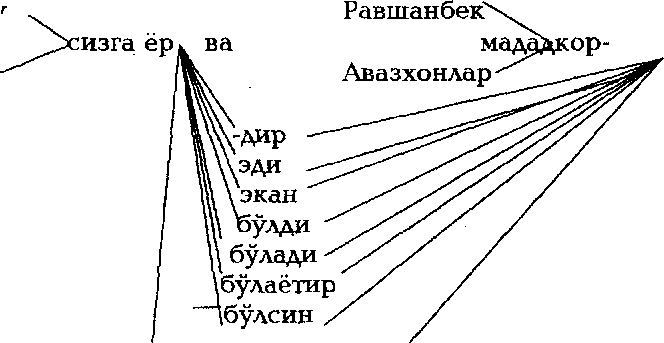 Равшанбек
сизга ёр ва мададкор-
Авазхонлар
-дир
эди
экан
бўлди
бўлади
бўлаётир
бўлсин